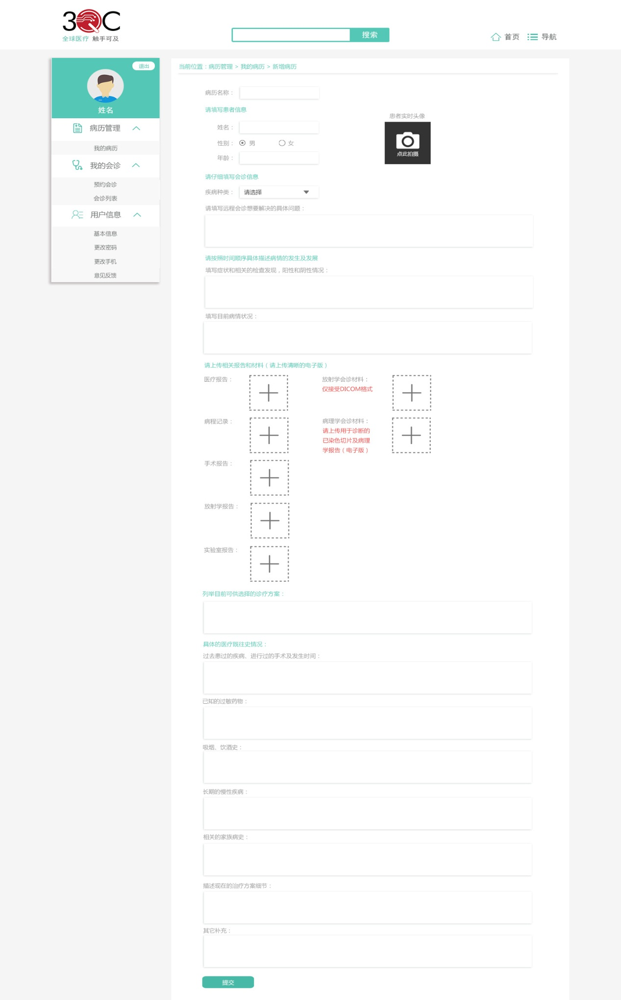 3QC
全球医疗 触手可及
搜索
首页 导航
退出
姓名
病历管理
我的病历
我的会诊
预约会诊
会诊列表
用户信息
基本信息
更改密码
更改手机
意见反馈
当前位置：病历管理 > 我的病历 > 新增病历
病历名称：
请填写患者信息
患者实时头像
点此拍摄
姓名：
性别： 男 女
年龄：
请仔细填写会诊信息
疾病种类： 请选择
请填写远程会诊想要解决的具体问题：
请按照时间顺序具体描述病情的发生及发展
填写症状和相关的检查发现，阳性和阴性情况：
填写目前病情状况：
请上传相关报告和材料（请上传清晰的电子版）
医疗报告： 放射学会诊材料：
仅接受DICOM格式
病程记录： 病理学会诊材料：
请上传用于诊断的
已染色切片及病理
学报告（电子版）
手术报告：
放射学报告：
实验室报告：
列举目前可供选择的诊疗方案：
具体的医疗既往史情况：
过去患过的疾病、进行过的手术及发生时间：
已知的过敏药物：
吸烟、饮酒史：
长期的慢性疾病：
相关的家族病史：
描述现在的治疗方案细节：
其它补充：
提交